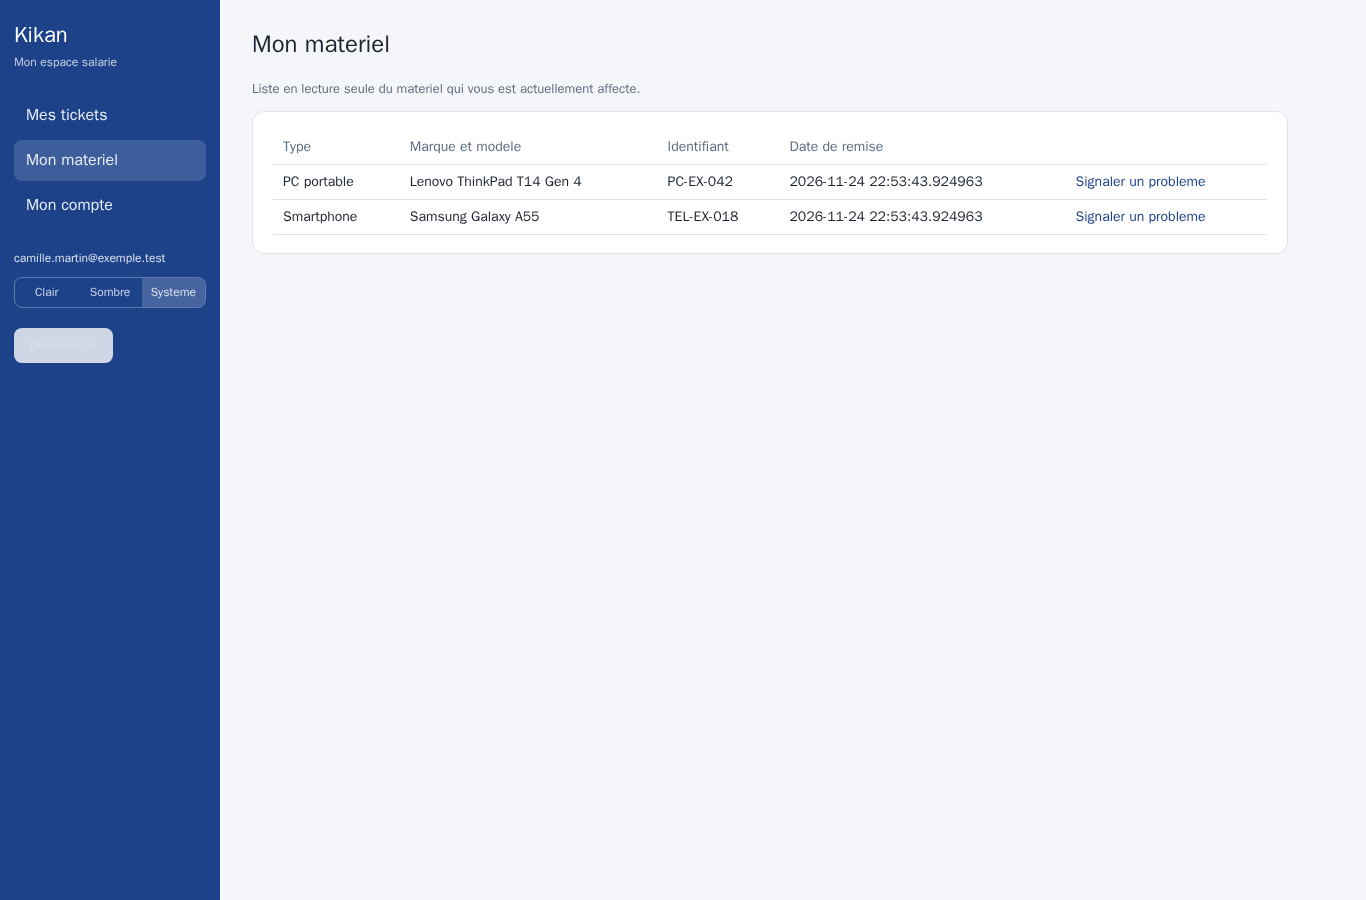 Kikan
Mon espace salarie
Mes tickets
Mon materiel
Mon compte
camille.martin@exemple.test
Clair Sombre Systeme
Deconnexion
Mon materiel
Liste en lecture seule du materiel qui vous est actuellement affecte.
Type Marque et modele Identifiant Date de remise
PC portable Lenovo ThinkPad T14 Gen 4 PC-EX-042 2026-11-24 22:53:43.924963 Signaler un probleme
Smartphone Samsung Galaxy A55 TEL-EX-018 2026-11-24 22:53:43.924963 Signaler un probleme